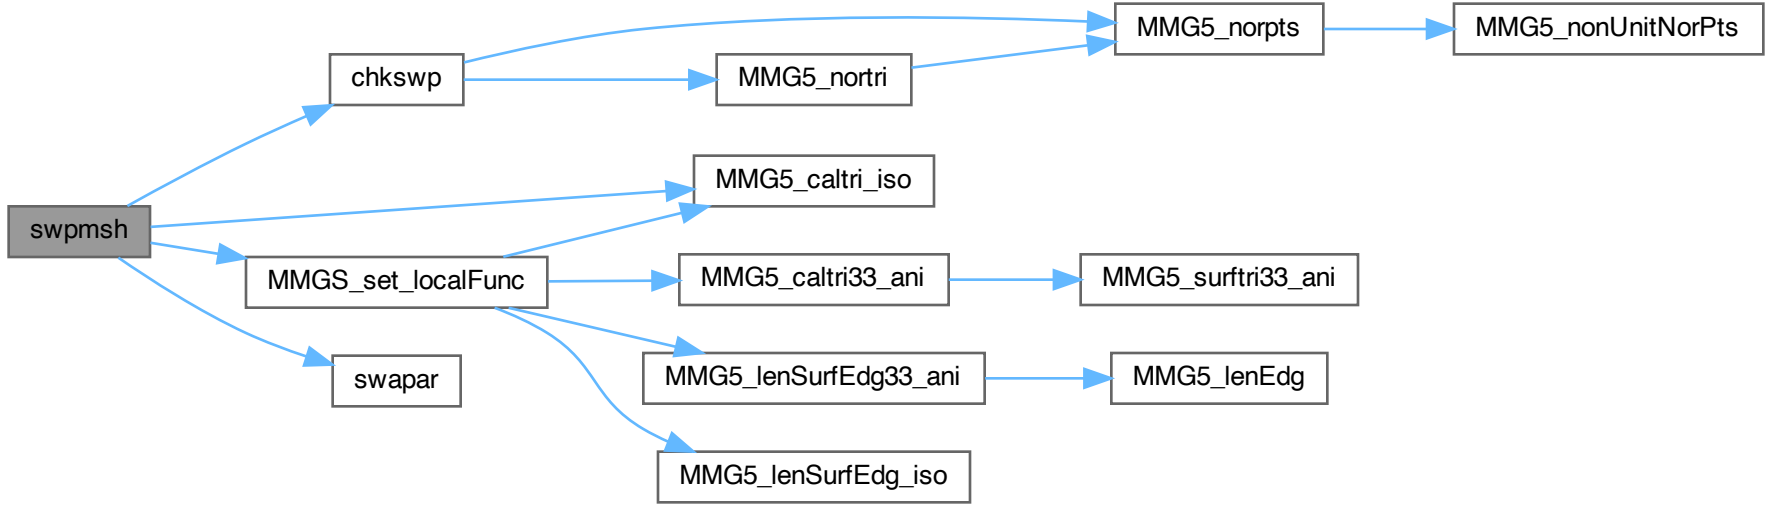 MMG5_norpts
MMG5_nonUnitNorPts
chkswp
MMG5_nortri
MMG5_caltri_iso
swpmsh
MMGS_set_localFunc
MMG5_caltri33_ani
MMG5_surftri33_ani
swapar
MMG5_lenSurfEdg33_ani
MMG5_lenEdg
MMG5_lenSurfEdg_iso